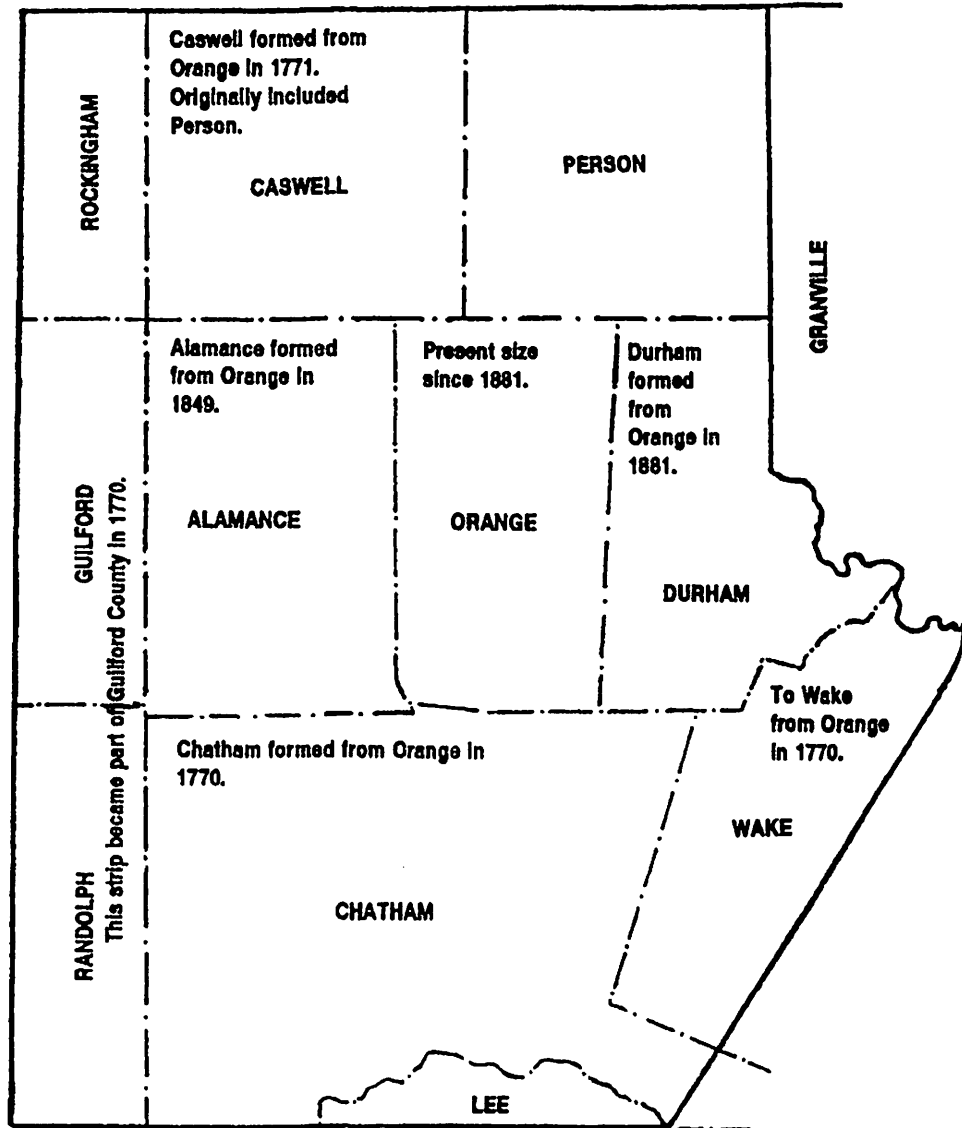 Caswell formed from
Orange in 1771.
Originally included
Person.
ROCKINGHAM
CASWELL
PERSON
GRANVILLE
Alamance formed
from Orange in
1849.
Present size
since 1881.
Durham
formed
from
Orange in
1881.
GUILFORD
This strip became part of Guilford County in 1770.
ALAMANCE
ORANGE
DURHAM
To Wake
from Orange
in 1770.
Chatham formed from Orange in
1770.
WAKE
RANDOLPH
CHATHAM
LEE